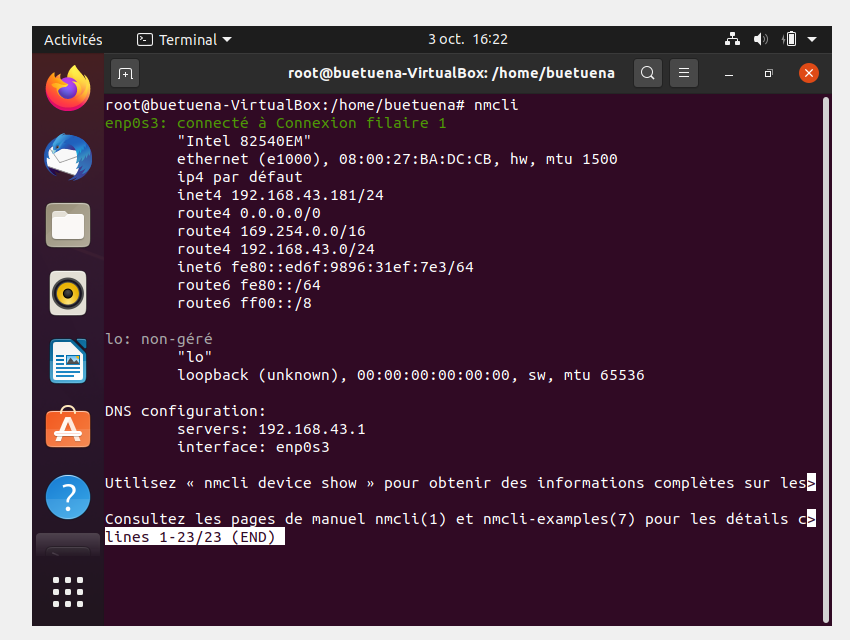 Activités Terminal 3 oct. 16:22
root@buetuena-VirtualBox: /home/buetuena
root@buetuena-VirtualBox:/home/buetuena# nmcli
enp0s3: connecté à Connexion filaire 1
"Intel 82540EM"
ethernet (e1000), 08:00:27:BA:DC:CB, hw, mtu 1500
ip4 par défaut
inet4 192.168.43.181/24
route4 0.0.0.0/0
route4 169.254.0.0/16
route4 192.168.43.0/24
inet6 fe80::ed6f:9896:31ef:7e3/64
route6 fe80::/64
route6 ff00::/8
lo: non-géré
"lo"
loopback (unknown), 00:00:00:00:00:00, sw, mtu 65536
DNS configuration:
servers: 192.168.43.1
interface: enp0s3
Utilisez « nmcli device show » pour obtenir des informations complètes sur les>
Consultez les pages de manuel nmcli(1) et nmcli-examples(7) pour les détails c>
lines 1-23/23 (END)